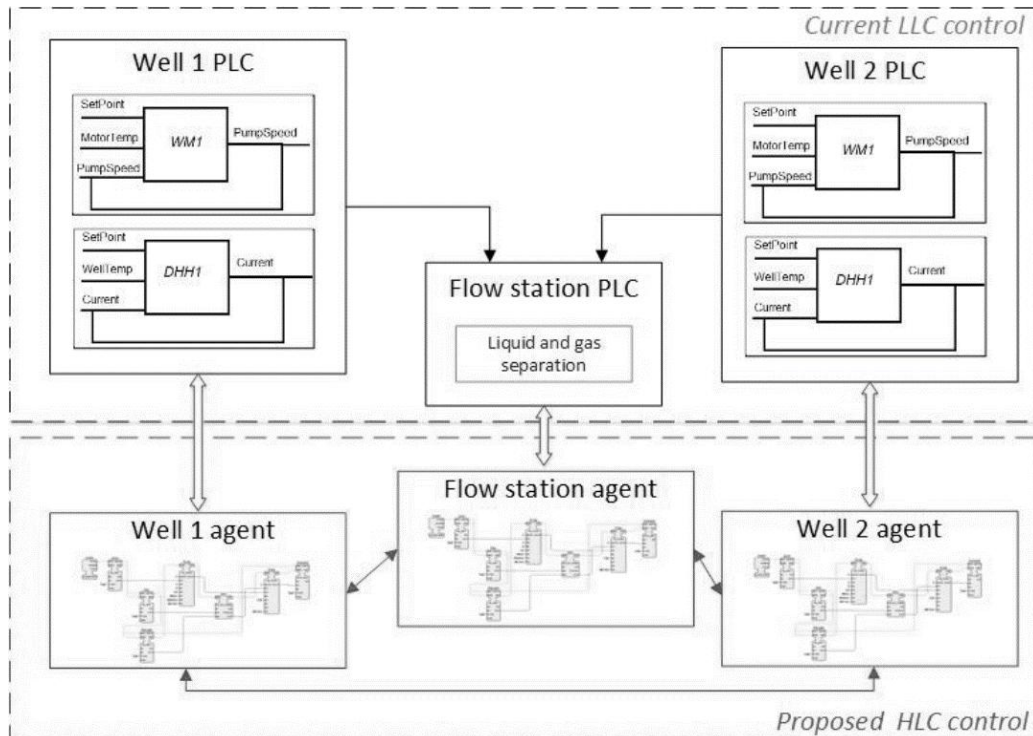 Current LLC control
Well 1 PLC
SetPoint
MotorTemp
PumpSpeed
WM1
PumpSpeed
SetPoint
WellTemp
Current
DHH1
Current
Well 2 PLC
SetPoint
MotorTemp
PumpSpeed
WM1
PumpSpeed
SetPoint
WellTemp
Current
DHH1
Current
Flow station PLC
Liquid and gas
separation
Flow station agent
Well 1 agent
Well 2 agent
Proposed HLC control